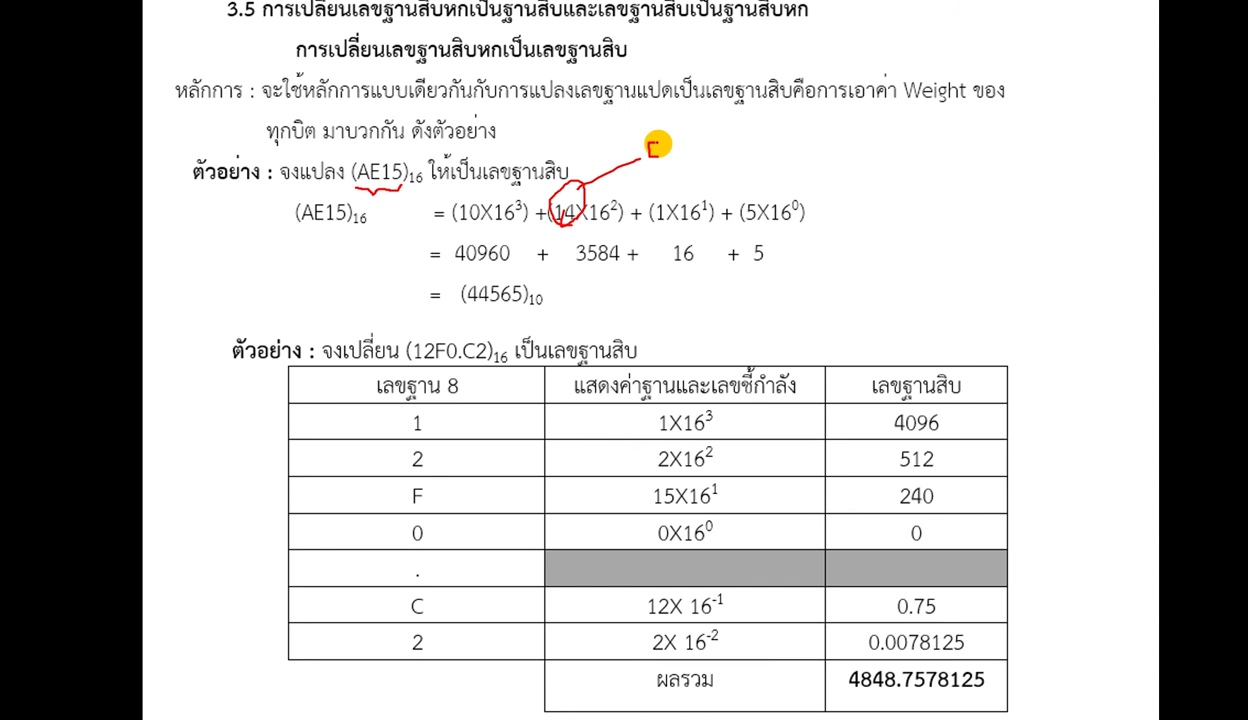 3.5 การเปลี่ยนเลขฐานสิบหกเป็นฐานสิบและเลขฐานสิบเป็นฐานสิบหก
การเปลี่ยนเลขฐานสิบหกเป็นเลขฐานสิบ
หลักการ : จะใช้หลักการแบบเดียวกันกับการแปลงเลขฐานแปดเป็นเลขฐานสิบคือการเอาค่า Weight ของ
ทุกบิต มาบวกกัน ดังตัวอย่าง
ตัวอย่าง : จงแปลง (AE15)₁₆ ให้เป็นเลขฐานสิบ
(AE15)₁₆ = (10X16³) +(14X16²) + (1X16¹) + (5X16⁰)
= 40960 + 3584 + 16 + 5
= (44565)₁₀
ตัวอย่าง : จงเปลี่ยน (12F0.C2)₁₆ เป็นเลขฐานสิบ
เลขฐาน 8 แสดงค่าฐานและเลขชี้กำลัง เลขฐานสิบ
1 1X16³ 4096
2 2X16² 512
F 15X16¹ 240
0 0X16⁰ 0
.
C 12X 16⁻¹ 0.75
2 2X 16⁻² 0.0078125
ผลรวม 4848.7578125